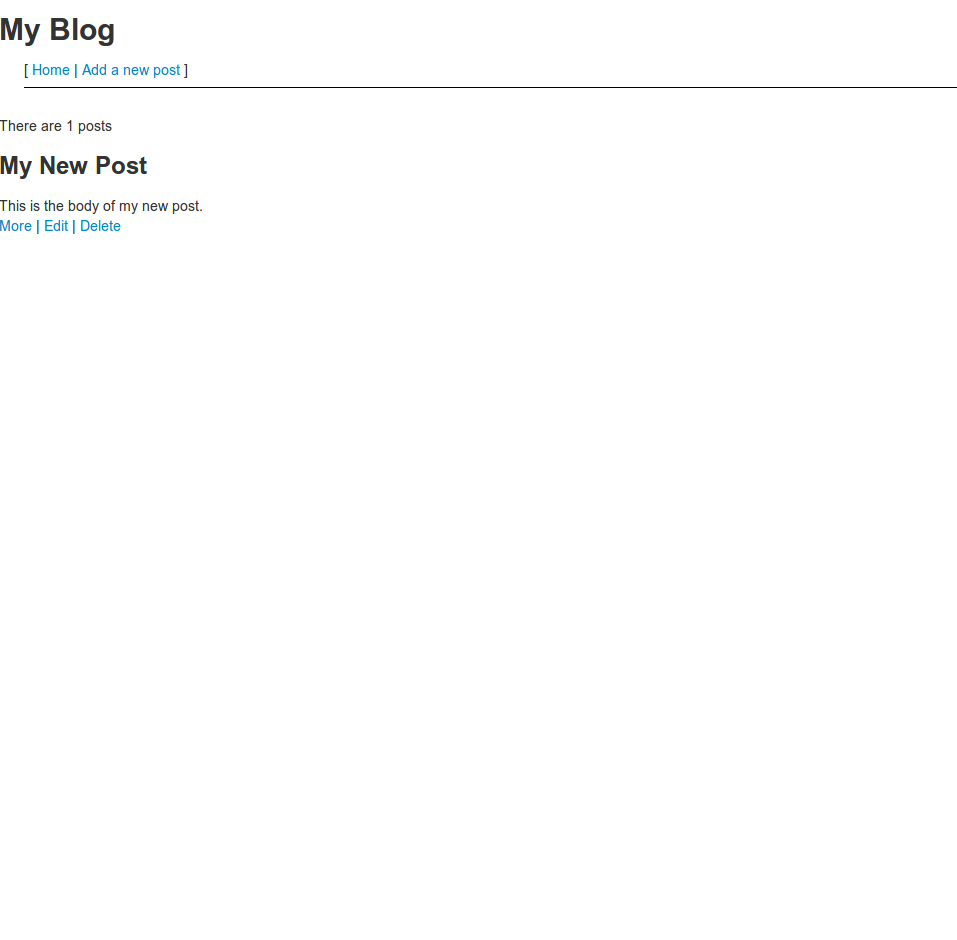 My Blog
[ Home | Add a new post ]
There are 1 posts
My New Post
This is the body of my new post.
More | Edit | Delete